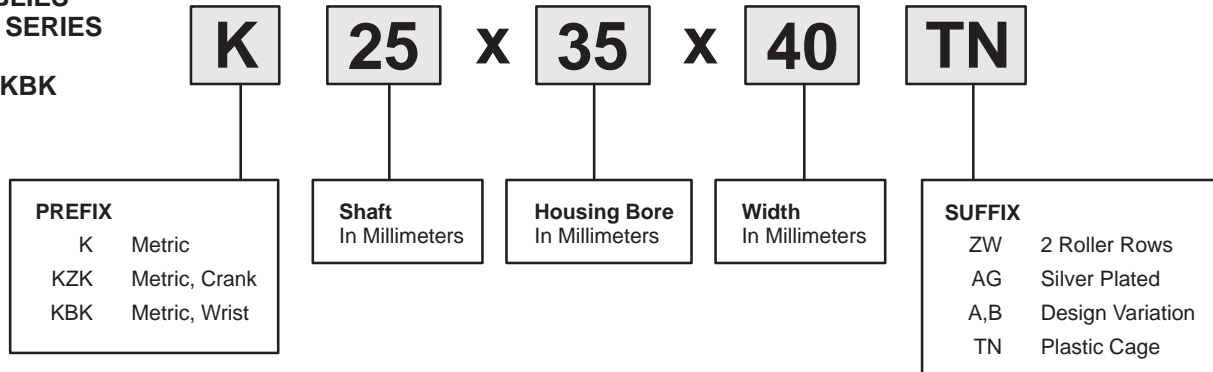 SERIES
KBK
K 25 x 35 x 40 TN
PREFIX
K Metric
KZK Metric, Crank
KBK Metric, Wrist
Shaft
In Millimeters
Housing Bore
In Millimeters
Width
In Millimeters
SUFFIX
ZW 2 Roller Rows
AG Silver Plated
A,B Design Variation
TN Plastic Cage